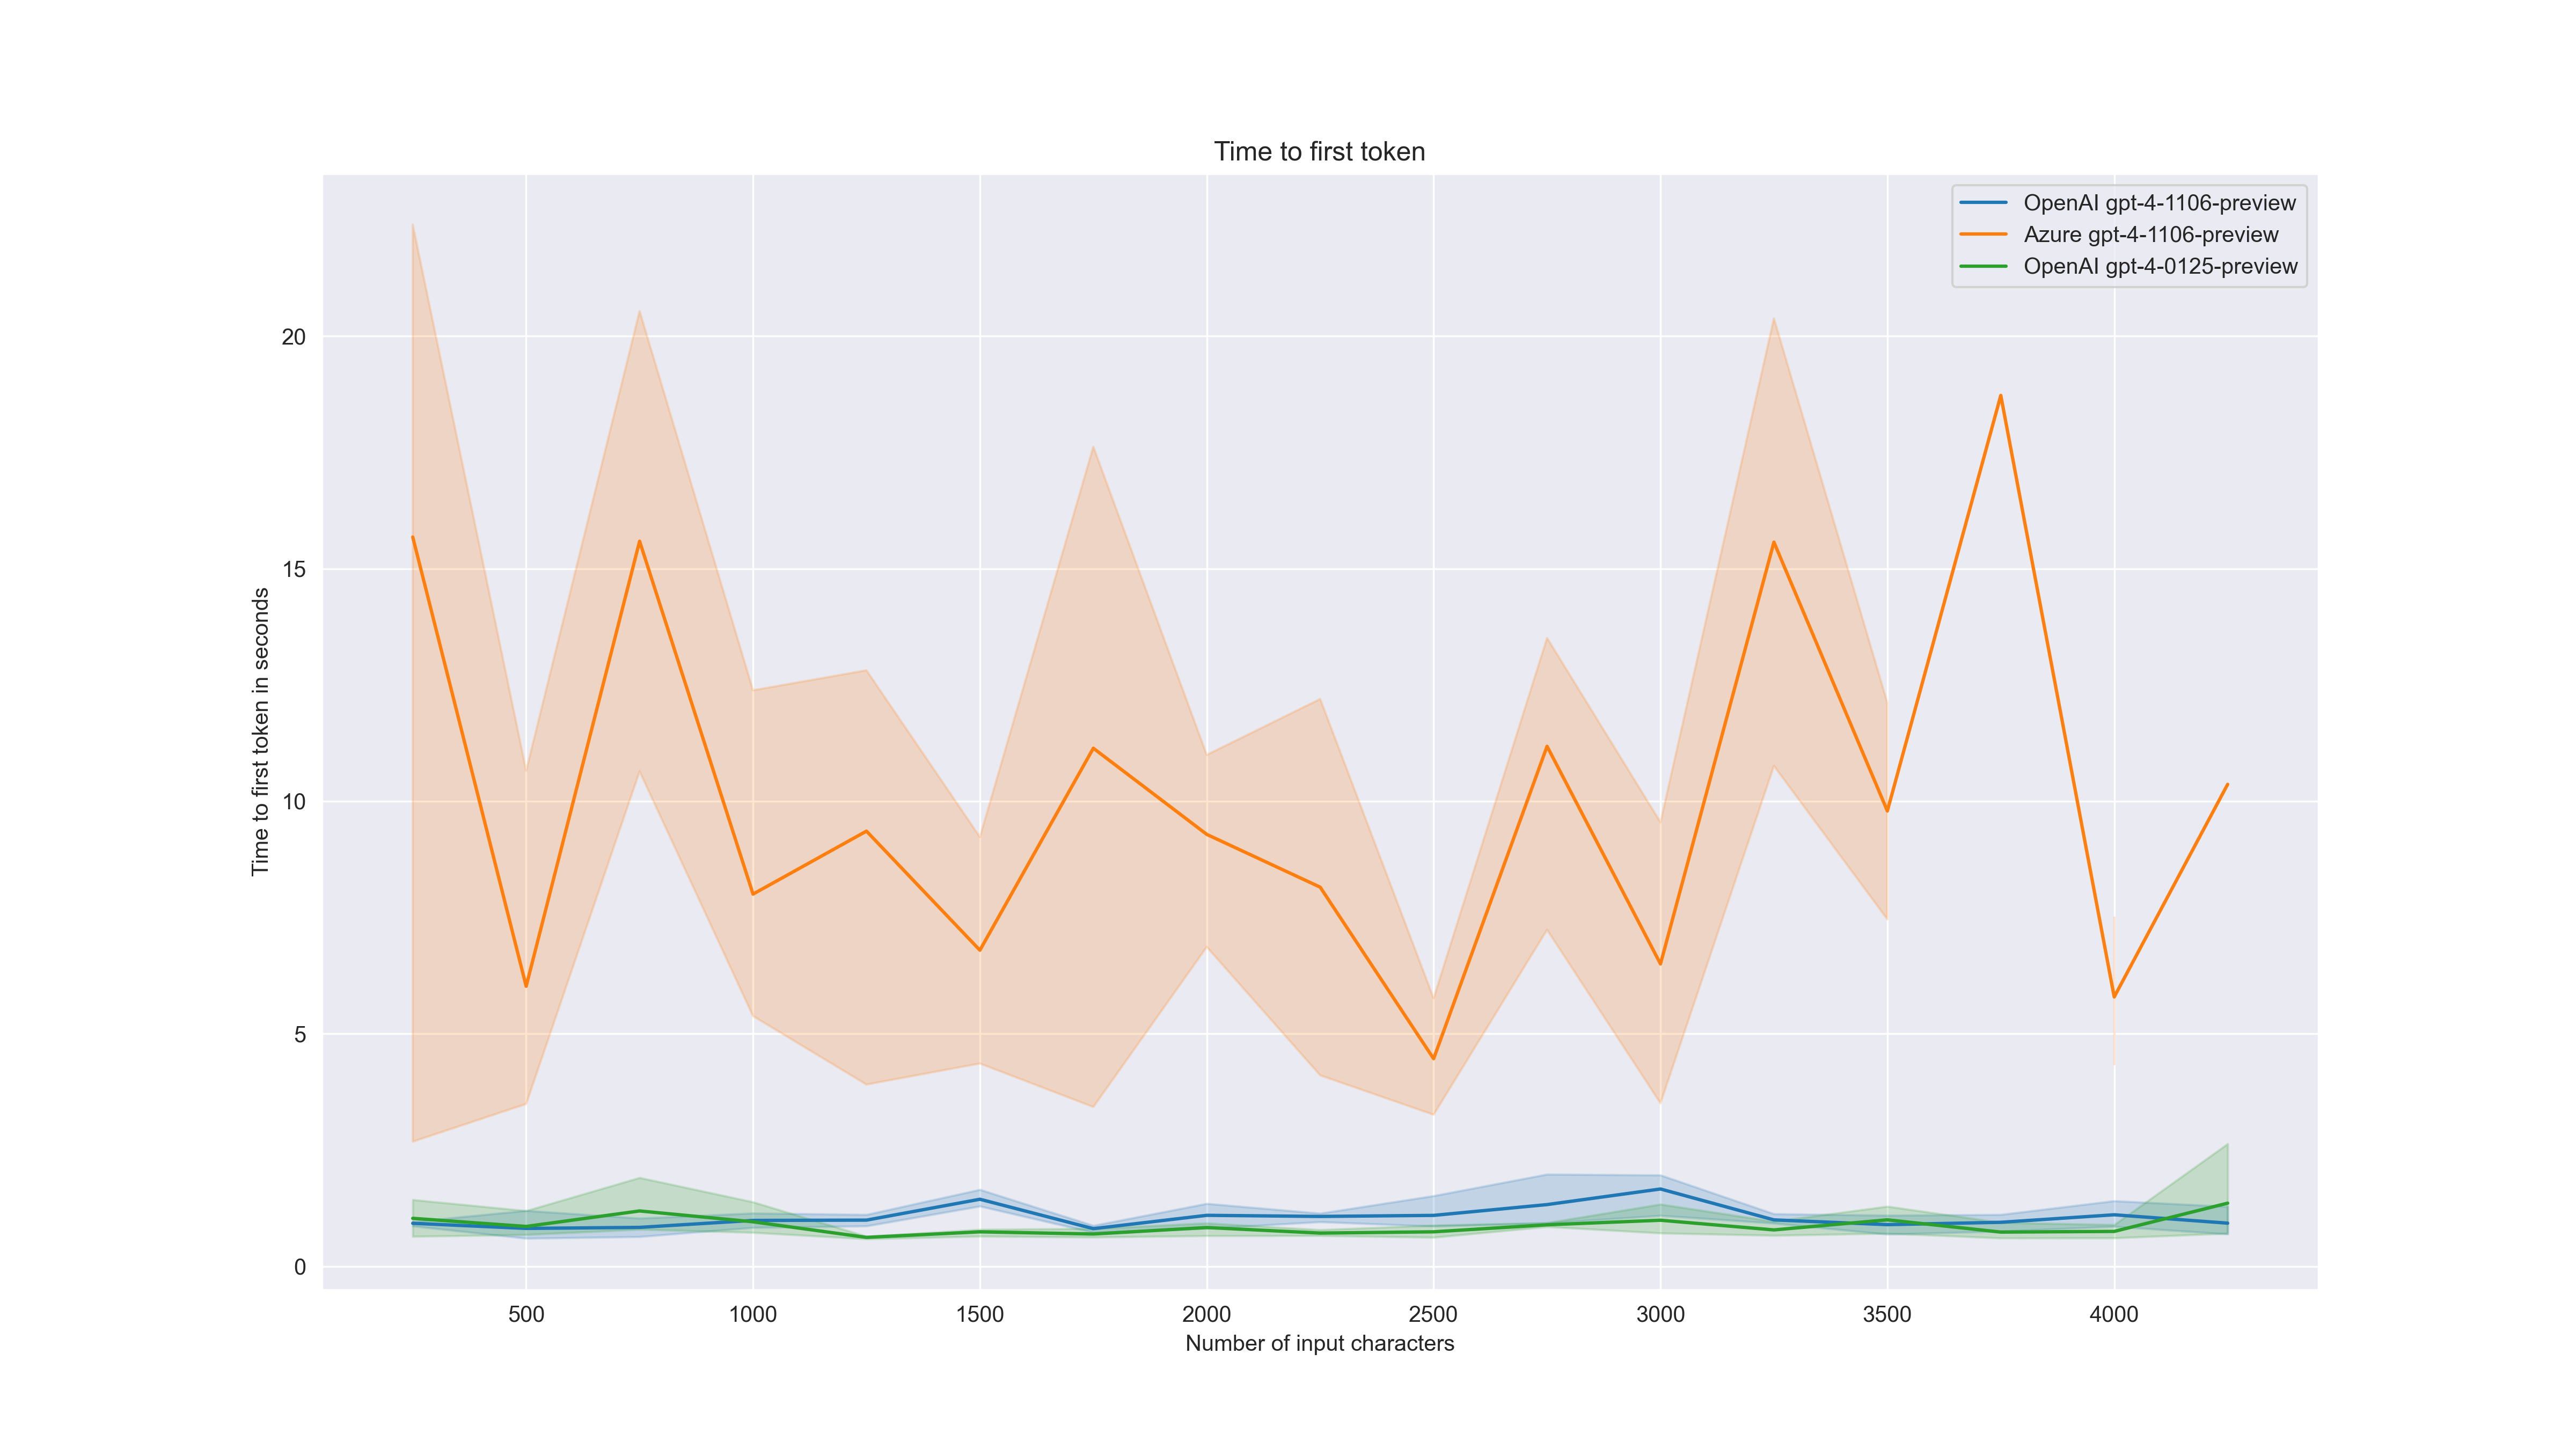 Time to first token
OpenAI gpt-4-1106-preview
Azure gpt-4-1106-preview
OpenAI gpt-4-0125-preview
20
15
10
5
0
Time to first token in seconds
500 1000 1500 2000 2500 3000 3500 4000
Number of input characters